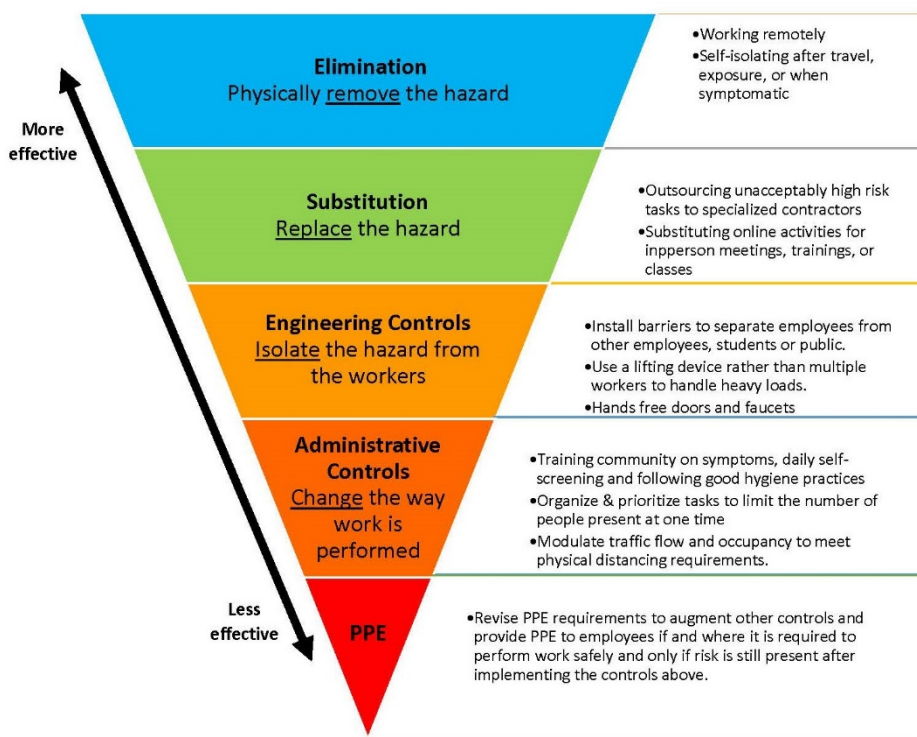 Elimination
Physically remove the hazard
•Working remotely
•Self-isolating after travel,
exposure, or when
symptomatic
More
effective
Substitution
Replace the hazard
•Outsourcing unacceptably high risk
tasks to specialized contractors
•Substituting online activities for
inpperson meetings, trainings, or
classes
Engineering Controls
Isolate the hazard from
the workers
•Install barriers to separate employees from
other employees, students or public.
•Use a lifting device rather than multiple
workers to handle heavy loads.
•Hands free doors and faucets
Administrative
Controls
Change the way
work is
performed
•Training community on symptoms, daily self-
screening and following good hygiene practices
•Organize & prioritize tasks to limit the number of
people present at one time
•Modulate traffic flow and occupancy to meet
physical distancing requirements.
Less
effective
PPE
•Revise PPE requirements to augment other controls and
provide PPE to employees if and where it is required to
perform work safely and only if risk is still present after
implementing the controls above.